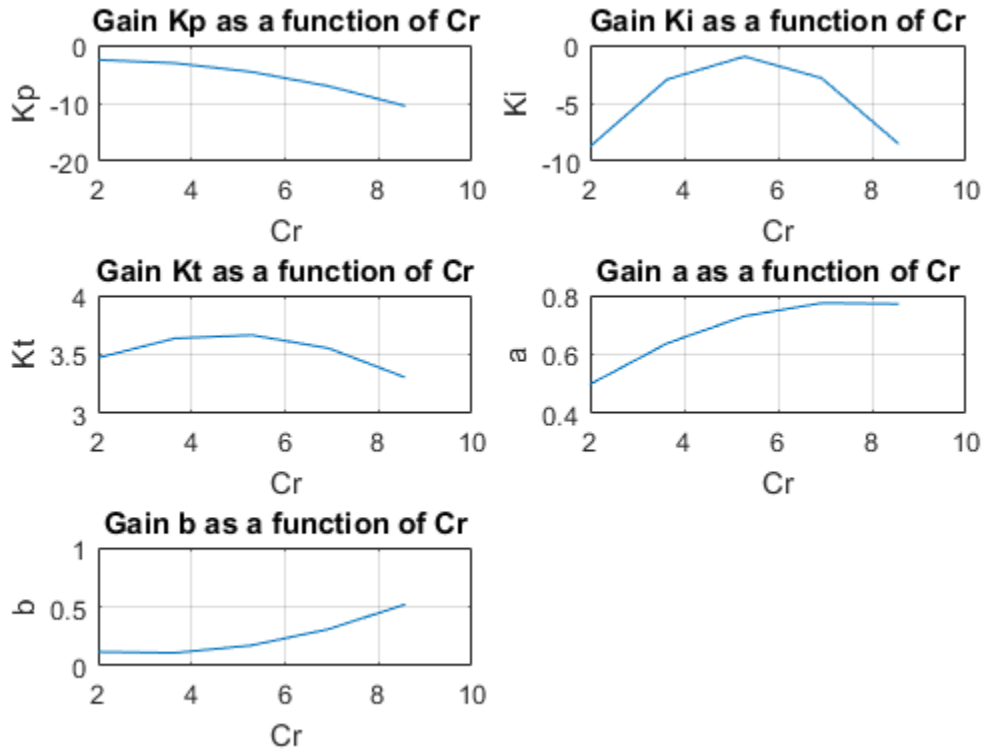 Gain Kp as a function of Cr
0
-10
-20
Kp
2 4 6 8 10
Cr
Gain Ki as a function of Cr
0
-5
-10
Ki
2 4 6 8 10
Cr
Gain Kt as a function of Cr
4
3.5
3
Kt
2 4 6 8 10
Cr
Gain a as a function of Cr
0.8
0.6
0.4
a
2 4 6 8 10
Cr
Gain b as a function of Cr
1
0.5
0
b
2 4 6 8 10
Cr